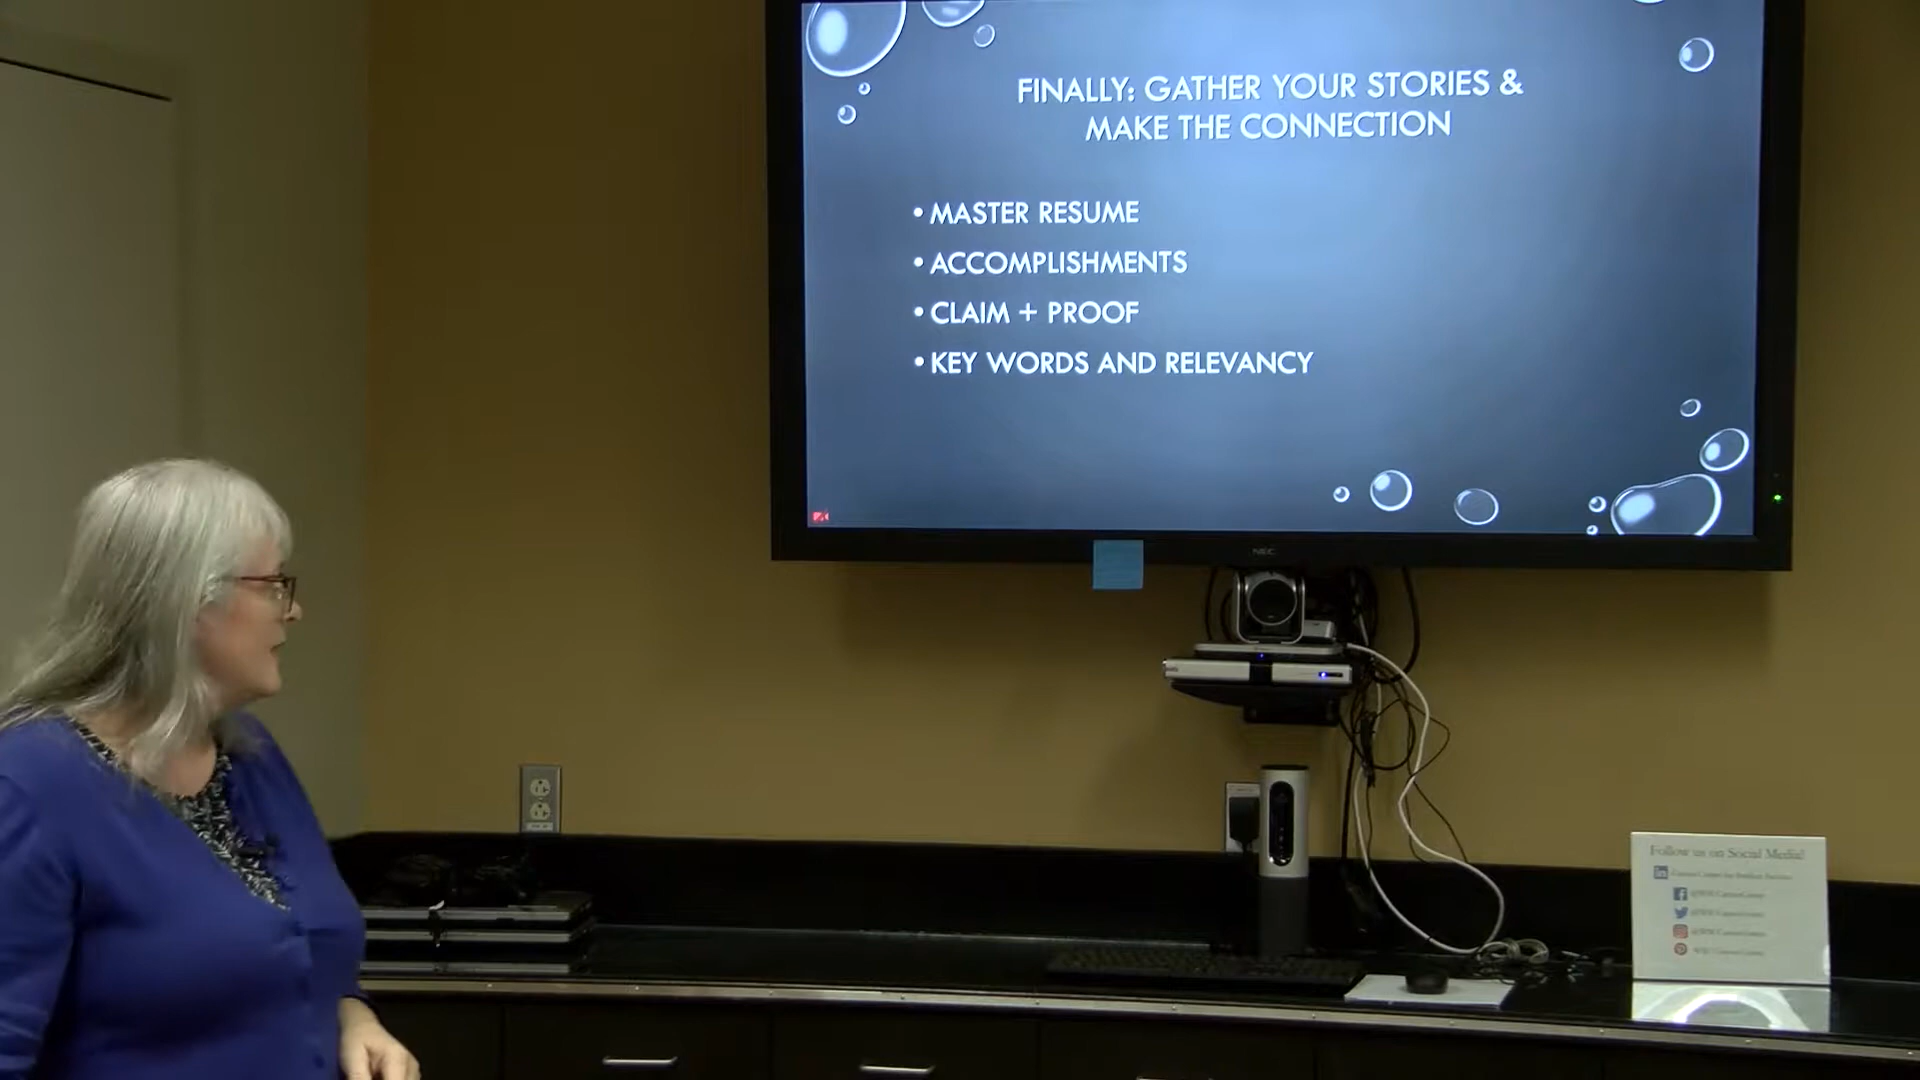 FINALLY: GATHER YOUR STORIES &
MAKE THE CONNECTION
• MASTER RESUME
• ACCOMPLISHMENTS
• CLAIM + PROOF
• KEY WORDS AND RELEVANCY
NEC
Follow us on Social Media!
in